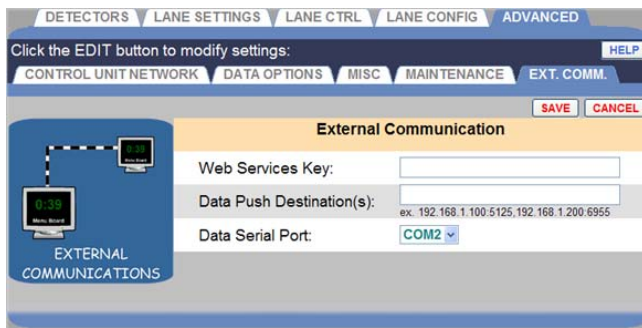 DETECTORS LANE SETTINGS LANE CTRL LANE CONFIG ADVANCED
Click the EDIT button to modify settings:
HELP
CONTROL UNIT NETWORK DATA OPTIONS MISC MAINTENANCE EXT. COMM.
SAVE CANCEL
External Communication
0:39
0:39
Menu Board
EXTERNAL
COMMUNICATIONS
Web Services Key:
Data Push Destination(s):
ex. 192.168.1.100:5125,192.168.1.200:6955
Data Serial Port:
COM2